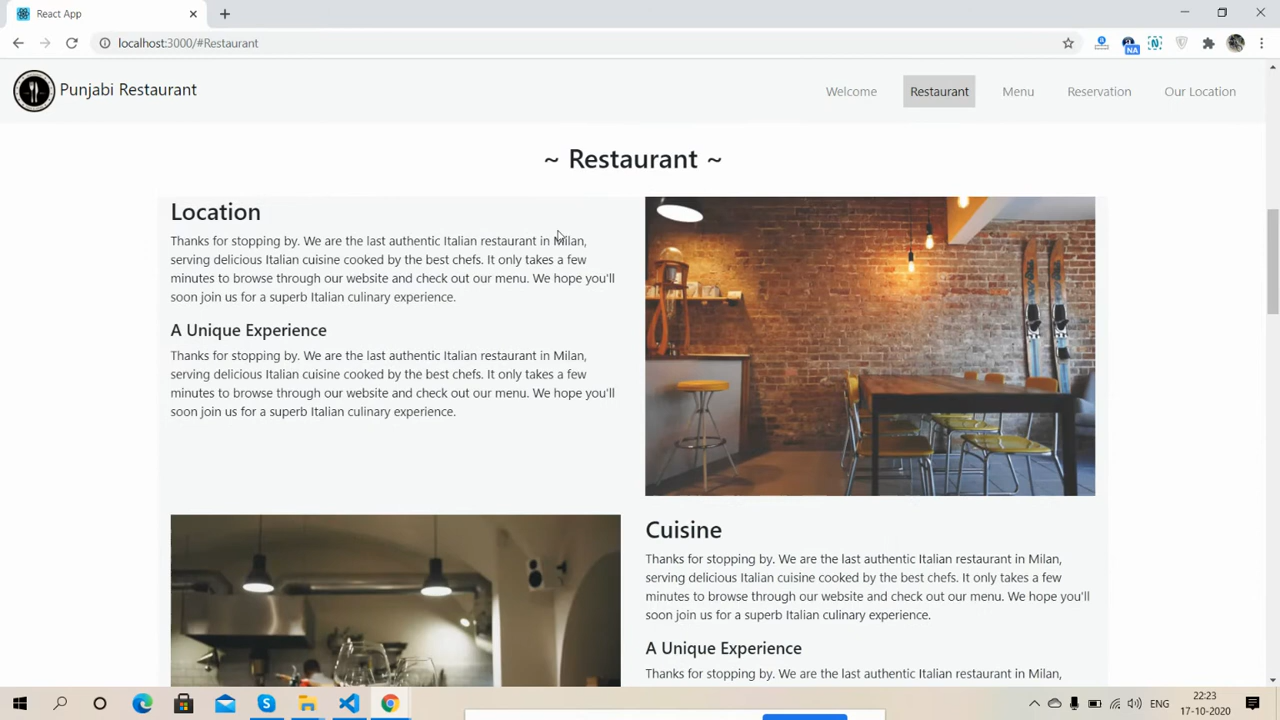 React App
localhost:3000/#Restaurant
NA
Punjabi Restaurant
Welcome
Restaurant
Menu
Reservation
Our Location
~ Restaurant ~
Location
Thanks for stopping by. We are the last authentic Italian restaurant in Milan,
serving delicious Italian cuisine cooked by the best chefs. It only takes a few
minutes to browse through our website and check out our menu. We hope you'll
soon join us for a superb Italian culinary experience.
A Unique Experience
Thanks for stopping by. We are the last authentic Italian restaurant in Milan,
serving delicious Italian cuisine cooked by the best chefs. It only takes a few
minutes to browse through our website and check out our menu. We hope you'll
soon join us for a superb Italian culinary experience.
Cuisine
Thanks for stopping by. We are the last authentic Italian restaurant in Milan,
serving delicious Italian cuisine cooked by the best chefs. It only takes a few
minutes to browse through our website and check out our menu. We hope you'll
soon join us for a superb Italian culinary experience.
A Unique Experience
Thanks for stopping by. We are the last authentic Italian restaurant in Milan,
ENG
22:23
17-10-2020